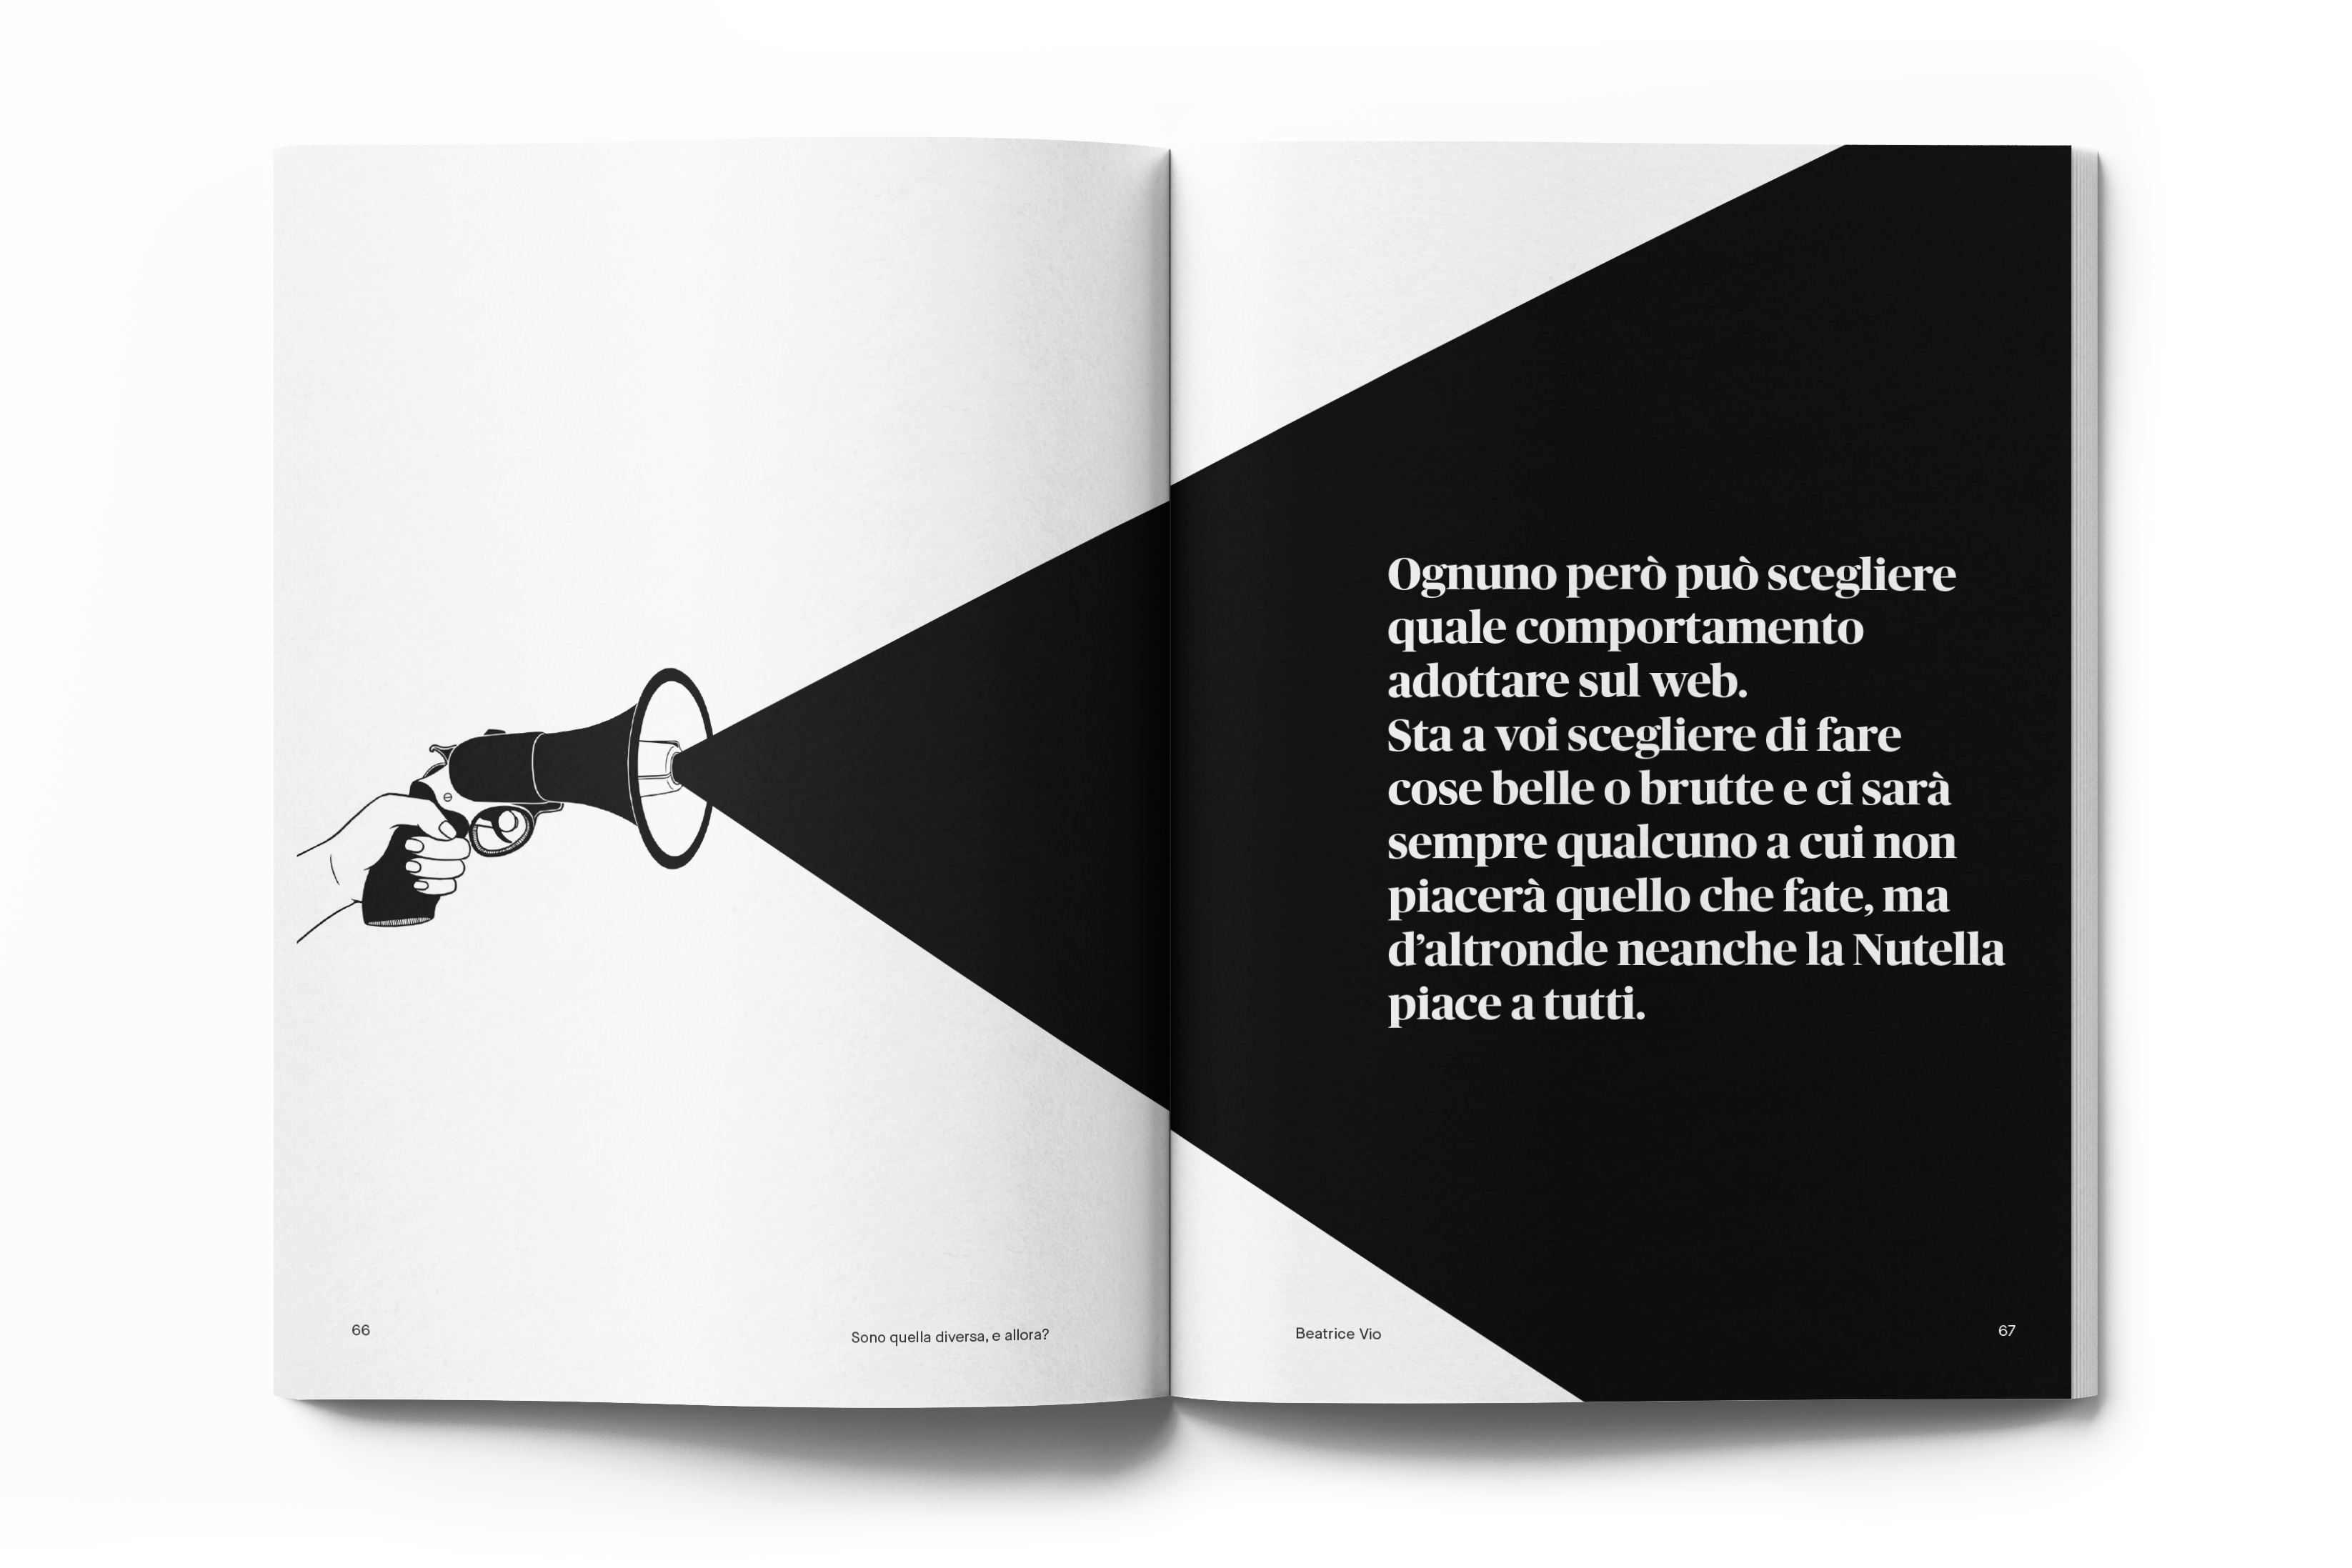 Ognuno però può scegliere
quale comportamento
adottare sul web.
Sta a voi scegliere di fare
cose belle o brutte e ci sarà
sempre qualcuno a cui non
piacerà quello che fate, ma
d’altronde neanche la Nutella
piace a tutti.
66
Sono quella diversa, e allora?
Beatrice Vio
67